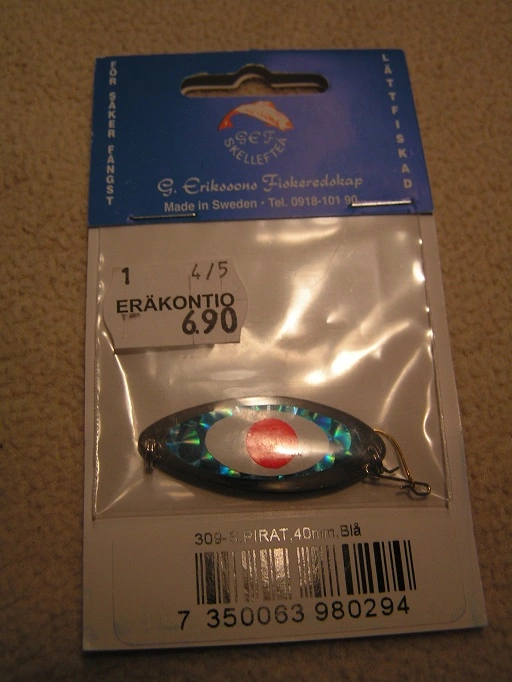 FÖR SÄKER FÅNGST
LÄTTFISKAD
GEF
SKELLEFTEÅ
G. Erikssons Fiskeredskap
Made in Sweden · Tel. 0918-101 90
1 4/5
ERÄKONTIO
6.90
PIRAT,40mm,Blå
7 350063 980294